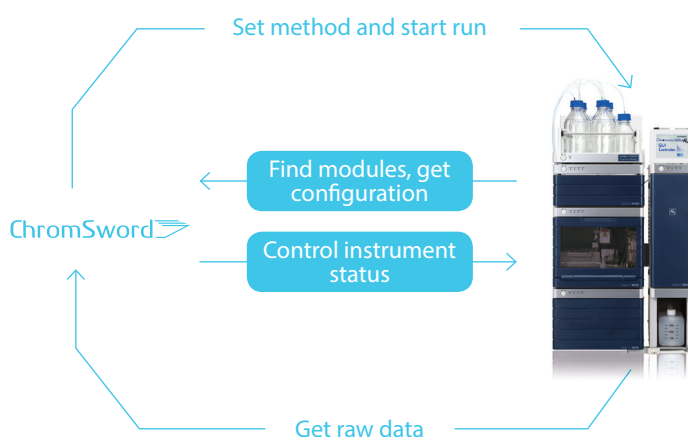 Set method and start run
Find modules, get
configuration
ChromSword
Control instrument
status
Get raw data